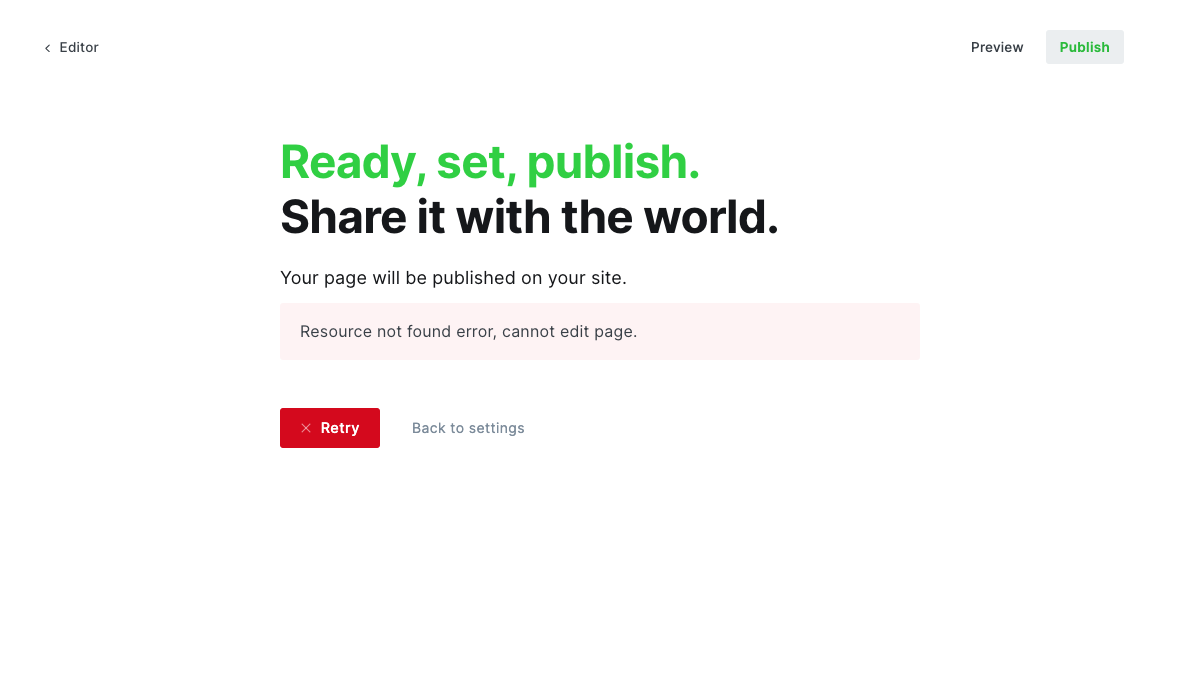 Editor
Preview
Publish
Ready, set, publish.
Share it with the world.
Your page will be published on your site.
Resource not found error, cannot edit page.
Retry
Back to settings